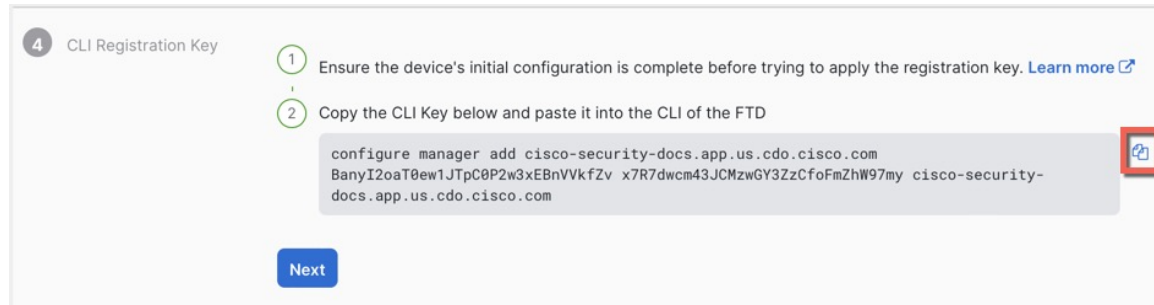 4 CLI Registration Key
1 Ensure the device's initial configuration is complete before trying to apply the registration key. Learn more
2 Copy the CLI Key below and paste it into the CLI of the FTD
configure manager add cisco-security-docs.app.us.cdo.cisco.com
BanyI2oaT0ew1JTpC0P2w3xEBnVVkfZv x7R7dwcm43JCMzwGY3ZzCfoFmZhW97my cisco-security-
docs.app.us.cdo.cisco.com
Next